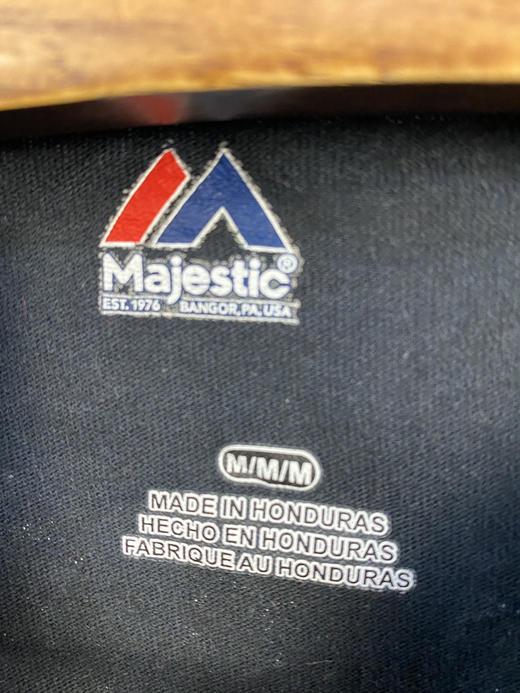 Majestic®
EST. 1976 BANGOR, PA. USA
M/M/M
MADE IN HONDURAS
HECHO EN HONDURAS
FABRIQUE AU HONDURAS